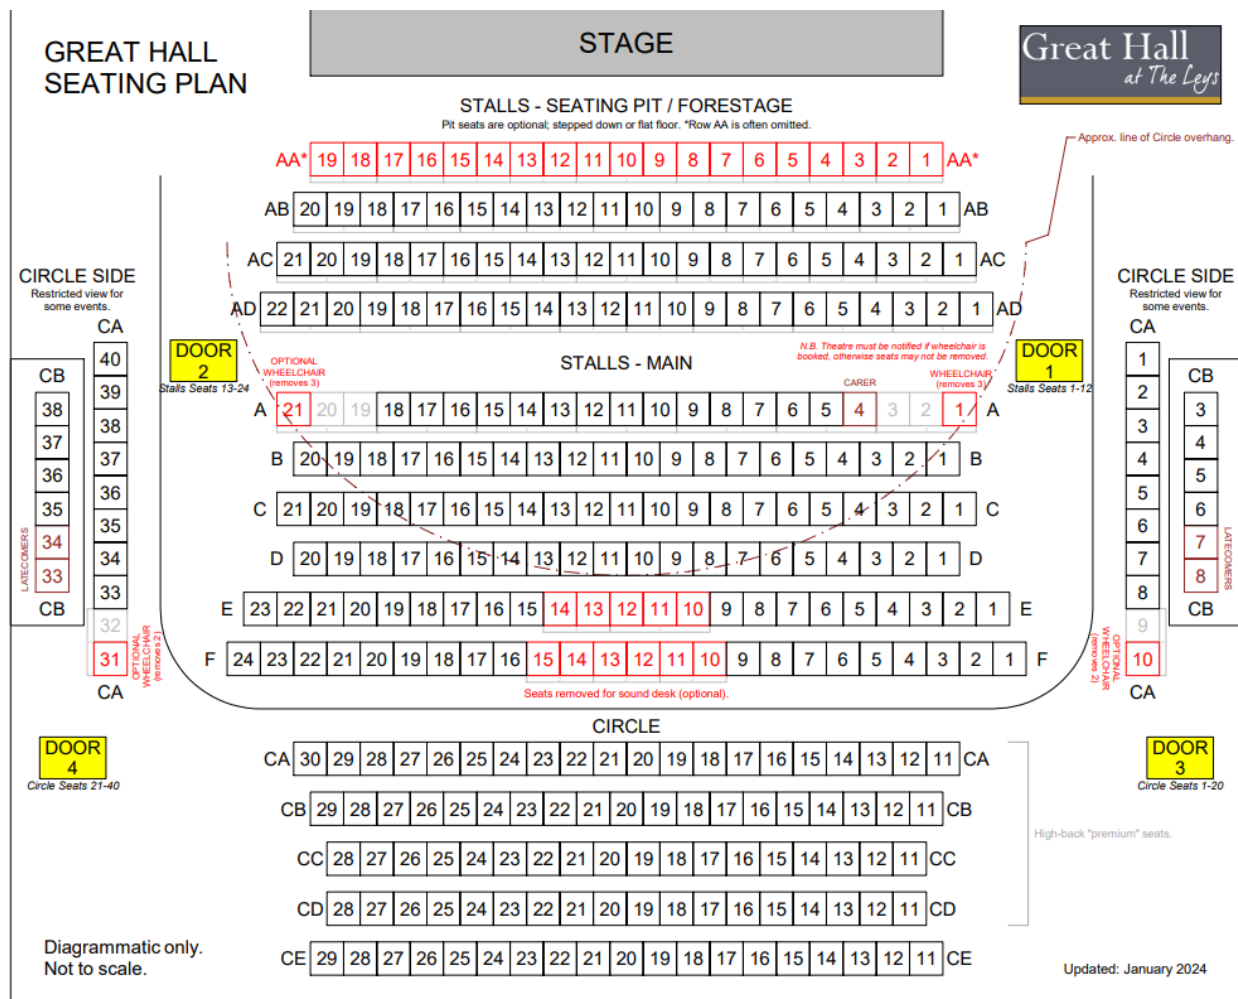 GREAT HALL
SEATING PLAN
STAGE
Great Hall
at The Leys
STALLS - SEATING PIT / FORESTAGE
Pit seats are optional; stepped down or flat floor. *Row AA is often omitted.
Approx. line of Circle overhang.
AA* 19 18 17 16 15 14 13 12 11 10 9 8 7 6 5 4 3 2 1 AA*
AB 20 19 18 17 16 15 14 13 12 11 10 9 8 7 6 5 4 3 2 1 AB
AC 21 20 19 18 17 16 15 14 13 12 11 10 9 8 7 6 5 4 3 2 1 AC
AD 22 21 20 19 18 17 16 15 14 13 12 11 10 9 8 7 6 5 4 3 2 1 AD
CIRCLE SIDE
Restricted view for
some events.
CA
40
39
38
37
36
35
34
33
32
31
CA
OPTIONAL
WHEELCHAIR
(removes 2)
CB
38
37
36
35
34
33
CB
LATECOMERS
DOOR
2
Stalls Seats 13-24
STALLS - MAIN
N.B. Theatre must be notified if wheelchair is
booked, otherwise seats may not be removed.
DOOR
1
Stalls Seats 1-12
OPTIONAL
WHEELCHAIR
(removes 3)
CARER
WHEELCHAIR
(removes 3)
A 21 20 19 18 17 16 15 14 13 12 11 10 9 8 7 6 5 4 3 2 1 A
B 20 19 18 17 16 15 14 13 12 11 10 9 8 7 6 5 4 3 2 1 B
C 21 20 19 18 17 16 15 14 13 12 11 10 9 8 7 6 5 4 3 2 1 C
D 20 19 18 17 16 15 14 13 12 11 10 9 8 7 6 5 4 3 2 1 D
E 23 22 21 20 19 18 17 16 15 14 13 12 11 10 9 8 7 6 5 4 3 2 1 E
F 24 23 22 21 20 19 18 17 16 15 14 13 12 11 10 9 8 7 6 5 4 3 2 1 F
Seats removed for sound desk (optional).
CIRCLE SIDE
Restricted view for
some events.
CA
1
2
3
4
5
6
7
8
9
10
CA
OPTIONAL
WHEELCHAIR
(removes 2)
CB
3
4
5
6
7
8
CB
LATECOMERS
CIRCLE
DOOR
4
Circle Seats 21-40
DOOR
3
Circle Seats 1-20
CA 30 29 28 27 26 25 24 23 22 21 20 19 18 17 16 15 14 13 12 11 CA
CB 29 28 27 26 25 24 23 22 21 20 19 18 17 16 15 14 13 12 11 CB
CC 28 27 26 25 24 23 22 21 20 19 18 17 16 15 14 13 12 11 CC
CD 28 27 26 25 24 23 22 21 20 19 18 17 16 15 14 13 12 11 CD
CE 29 28 27 26 25 24 23 22 21 20 19 18 17 16 15 14 13 12 11 CE
High-back "premium" seats.
Diagrammatic only.
Not to scale.
Updated: January 2024